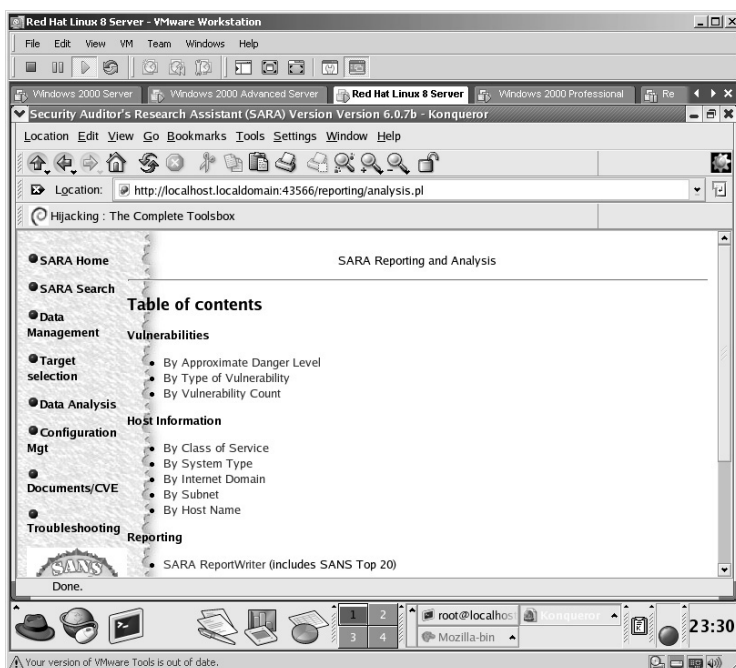 Red Hat Linux 8 Server - VMware Workstation
File Edit View VM Team Windows Help
Windows 2000 Server Windows 2000 Advanced Server Red Hat Linux 8 Server Windows 2000 Professional Re
Security Auditor's Research Assistant (SARA) Version Version 6.0.7b - Konqueror
Location Edit View Go Bookmarks Tools Settings Window Help
Location: http://localhost.localdomain:43566/reporting/analysis.pl
Hijacking : The Complete Toolsbox
SARA Home
SARA Search
Data
Management
Target
selection
Data Analysis
Configuration
Mgt
Documents/CVE
Troubleshooting
SANS
SARA Reporting and Analysis
Table of contents
Vulnerabilities
By Approximate Danger Level
By Type of Vulnerability
By Vulnerability Count
Host Information
By Class of Service
By System Type
By Internet Domain
By Subnet
By Host Name
Reporting
SARA ReportWriter (includes SANS Top 20)
Done.
1 2
3 4
root@localhos Konqueror
Mozilla-bin
23:30
Your version of VMware Tools is out of date.